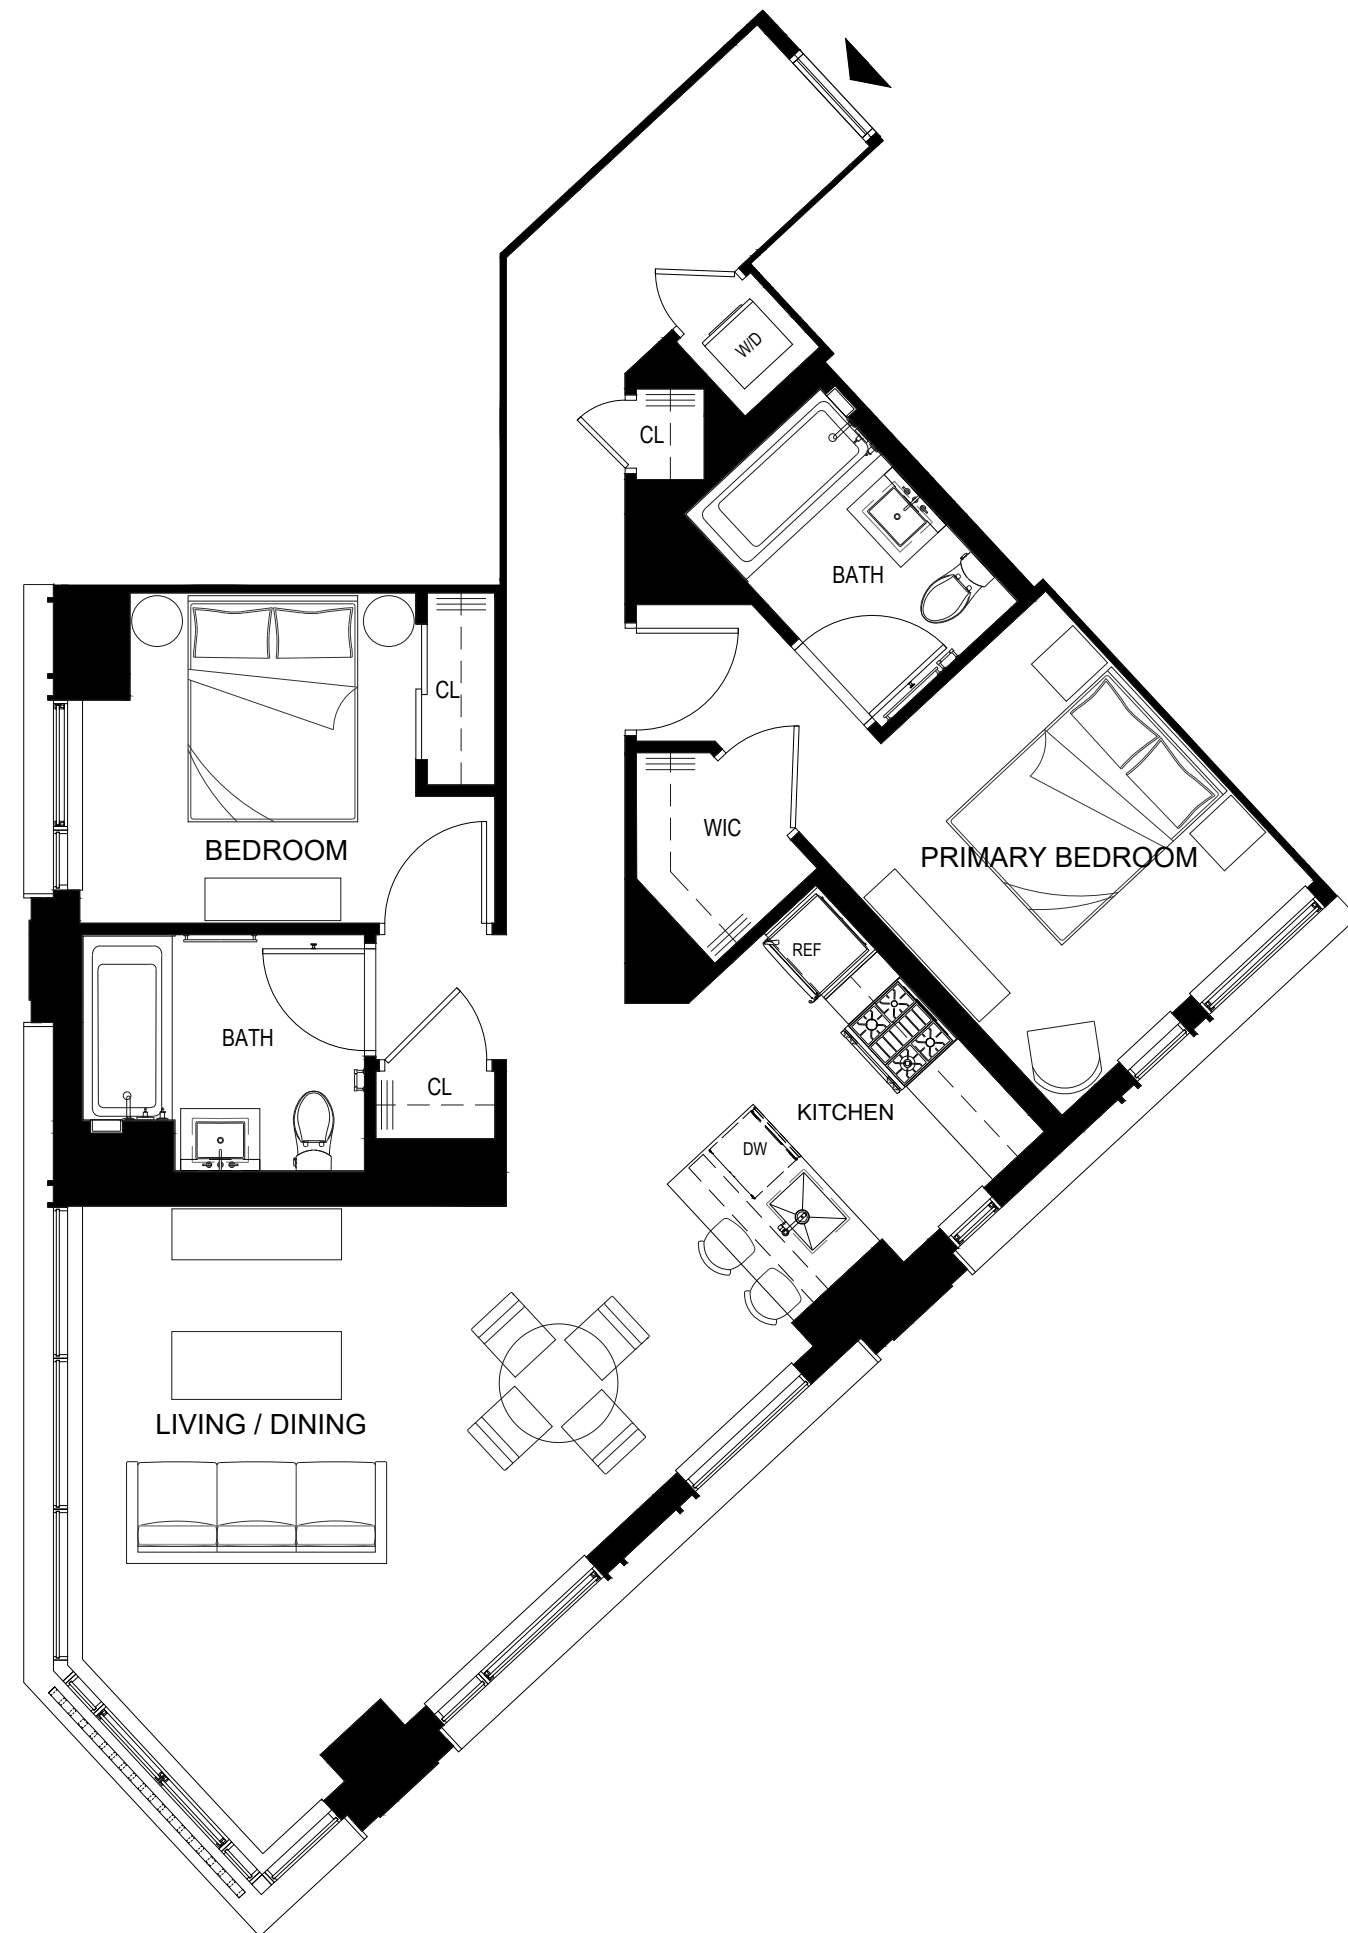 W/D
CL
BATH
CL
WIC
BEDROOM
PRIMARY BEDROOM
REF
BATH
CL
KITCHEN
DW
LIVING / DINING